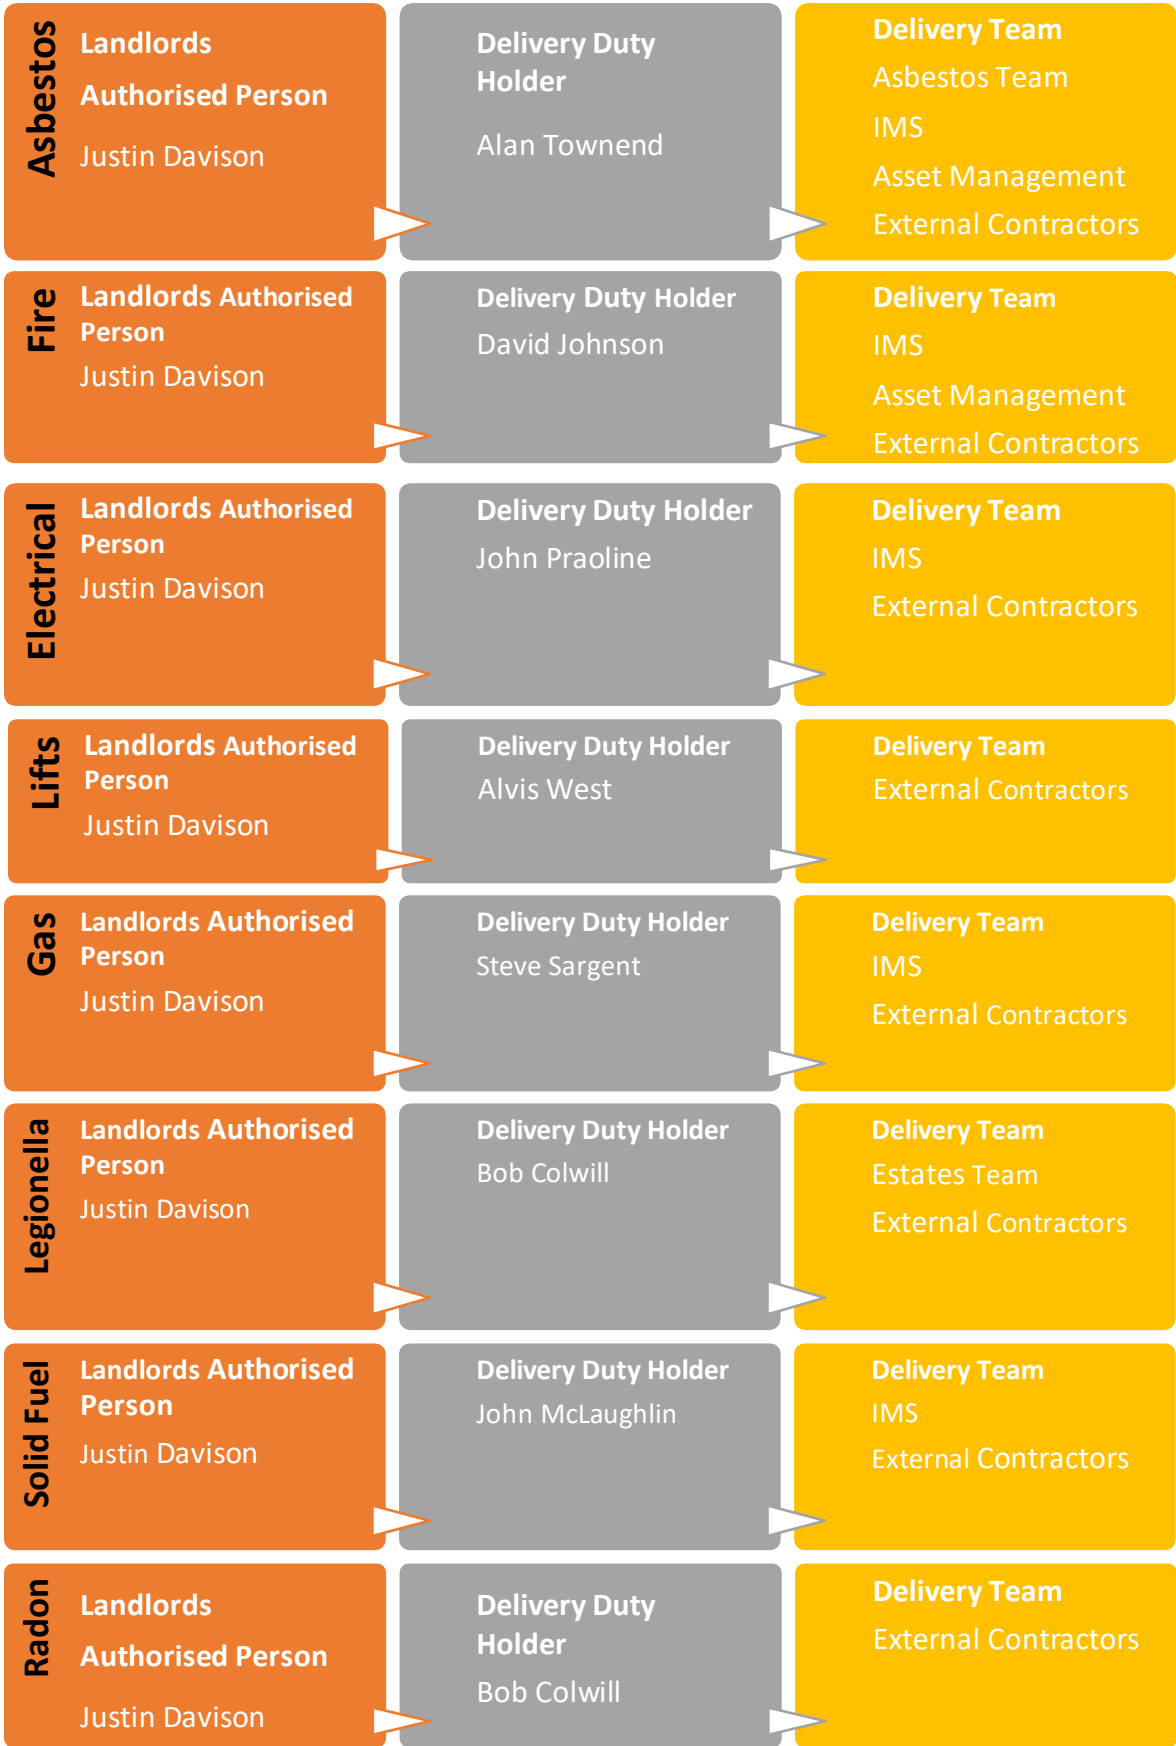 Asbestos
Landlords
Authorised Person
Justin Davison
Delivery Duty
Holder
Alan Townend
Delivery Team
Asbestos Team
IMS
Asset Management
External Contractors
Fire
Landlords Authorised
Person
Justin Davison
Delivery Duty Holder
David Johnson
Delivery Team
IMS
Asset Management
External Contractors
Electrical
Landlords Authorised
Person
Justin Davison
Delivery Duty Holder
John Praoline
Delivery Team
IMS
External Contractors
Lifts
Landlords Authorised
Person
Justin Davison
Delivery Duty Holder
Alvis West
Delivery Team
External Contractors
Gas
Landlords Authorised
Person
Justin Davison
Delivery Duty Holder
Steve Sargent
Delivery Team
IMS
External Contractors
Legionella
Landlords Authorised
Person
Justin Davison
Delivery Duty Holder
Bob Colwill
Delivery Team
Estates Team
External Contractors
Solid Fuel
Landlords Authorised
Person
Justin Davison
Delivery Duty Holder
John McLaughlin
Delivery Team
IMS
External Contractors
Radon
Landlords
Authorised Person
Justin Davison
Delivery Duty
Holder
Bob Colwill
Delivery Team
External Contractors